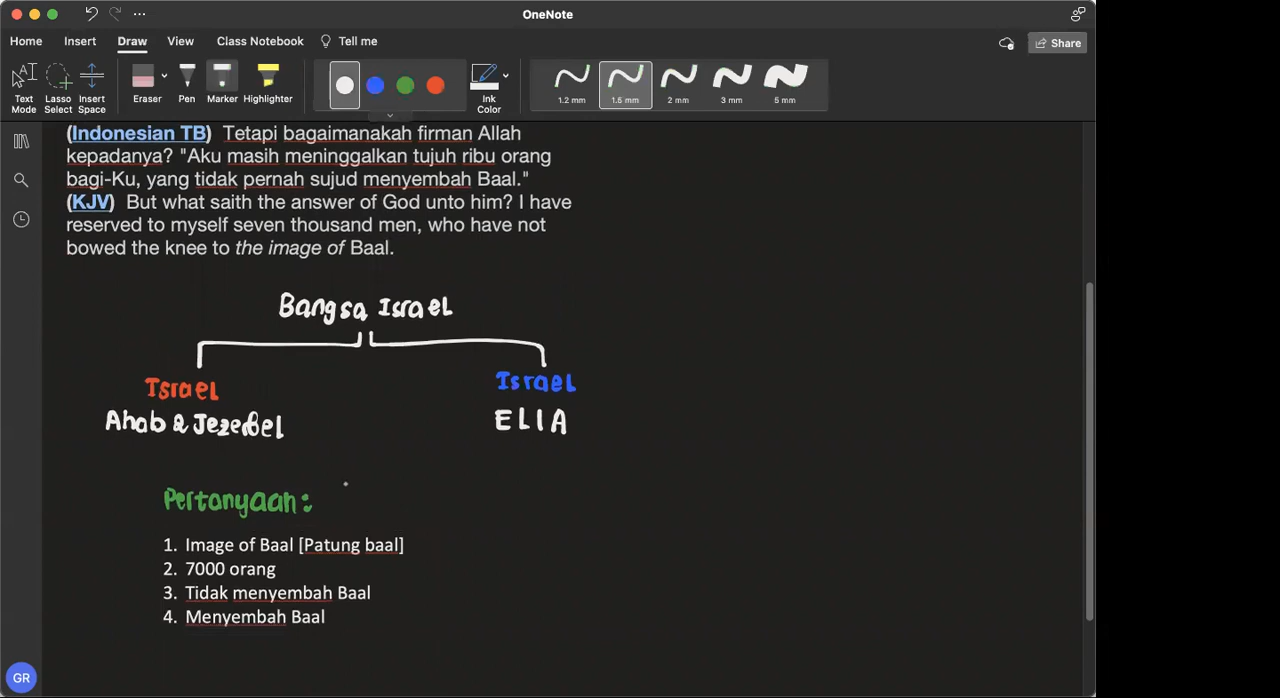 OneNote
Home Insert Draw View Class Notebook Tell me
Share
Text Mode
Lasso Select
Insert Space
Eraser
Pen
Marker
Highlighter
Ink Color
1.2 mm
1.6 mm
2 mm
3 mm
5 mm
(Indonesian TB) Tetapi bagaimanakah firman Allah
kepadanya? "Aku masih meninggalkan tujuh ribu orang
bagi-Ku, yang tidak pernah sujud menyembah Baal."
(KJV) But what saith the answer of God unto him? I have
reserved to myself seven thousand men, who have not
bowed the knee to the image of Baal.
Bangsa Israel
Israel Israel
Ahab & Jezebel ELIA
Pertanyaan:
1. Image of Baal [Patung baal]
2. 7000 orang
3. Tidak menyembah Baal
4. Menyembah Baal
GR